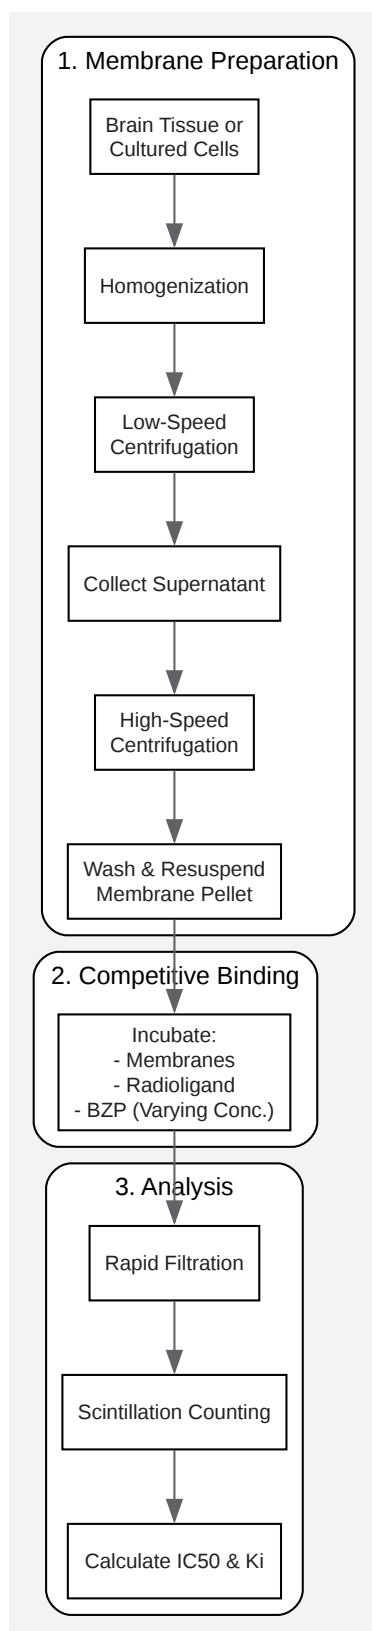 1. Membrane Preparation
Brain Tissue or
Cultured Cells
Homogenization
Low-Speed
Centrifugation
Collect Supernatant
High-Speed
Centrifugation
Wash & Resuspend
Membrane Pellet
2. Competitive Binding
Incubate:
- Membranes
- Radioligand
- BZP (Varying Conc.)
3. Analysis
Rapid Filtration
Scintillation Counting
Calculate IC50 & Ki